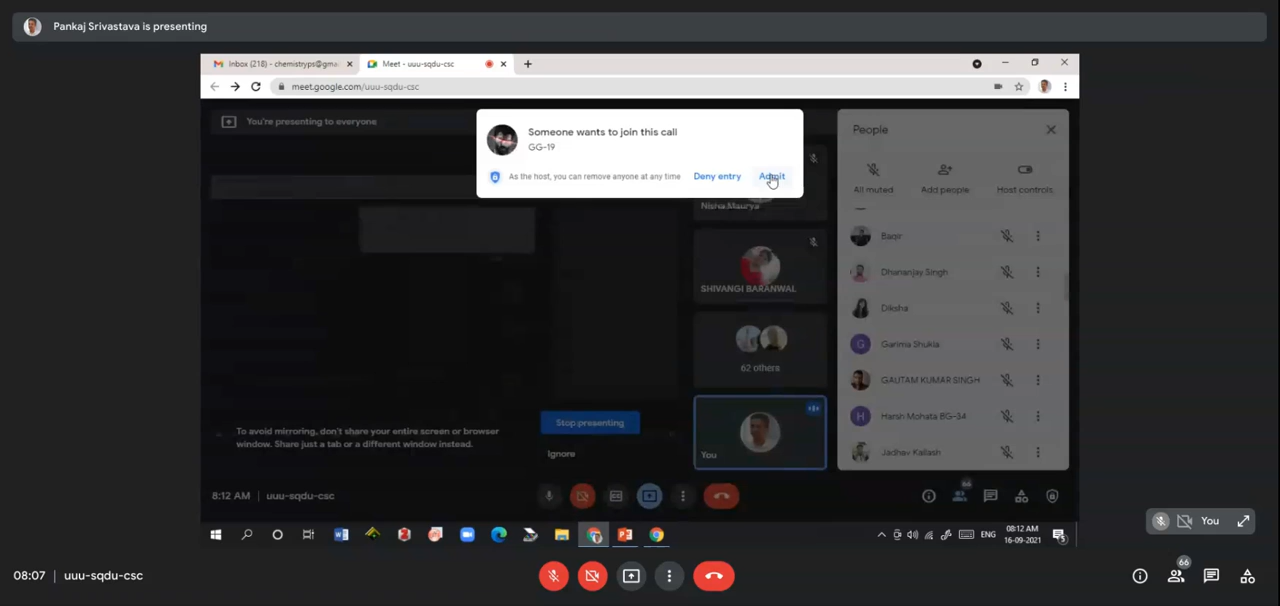 Pankaj Srivastava is presenting
Inbox (218) - chemistryps@gma
Meet - uuu-sqdu-csc
meet.google.com/uuu-sqdu-csc
You're presenting to everyone
Someone wants to join this call
GG-19
As the host, you can remove anyone at any time
Deny entry
Admit
People
All muted
Add people
Host controls
Nisha Maurya
SHIVANGI BARANWAL
62 others
You
Baqir
Dhananjay Singh
Diksha
Garima Shukla
GAUTAM KUMAR SINGH
Harsh Mohata BG-34
Jadhav Kailash
Stop presenting
Ignore
To avoid mirroring, don't share your entire screen or browser
window. Share just a tab or a different window instead.
8:12 AM | uuu-sqdu-csc
66
ENG
08:12 AM
16-09-2021
You
08:07 | uuu-sqdu-csc
66